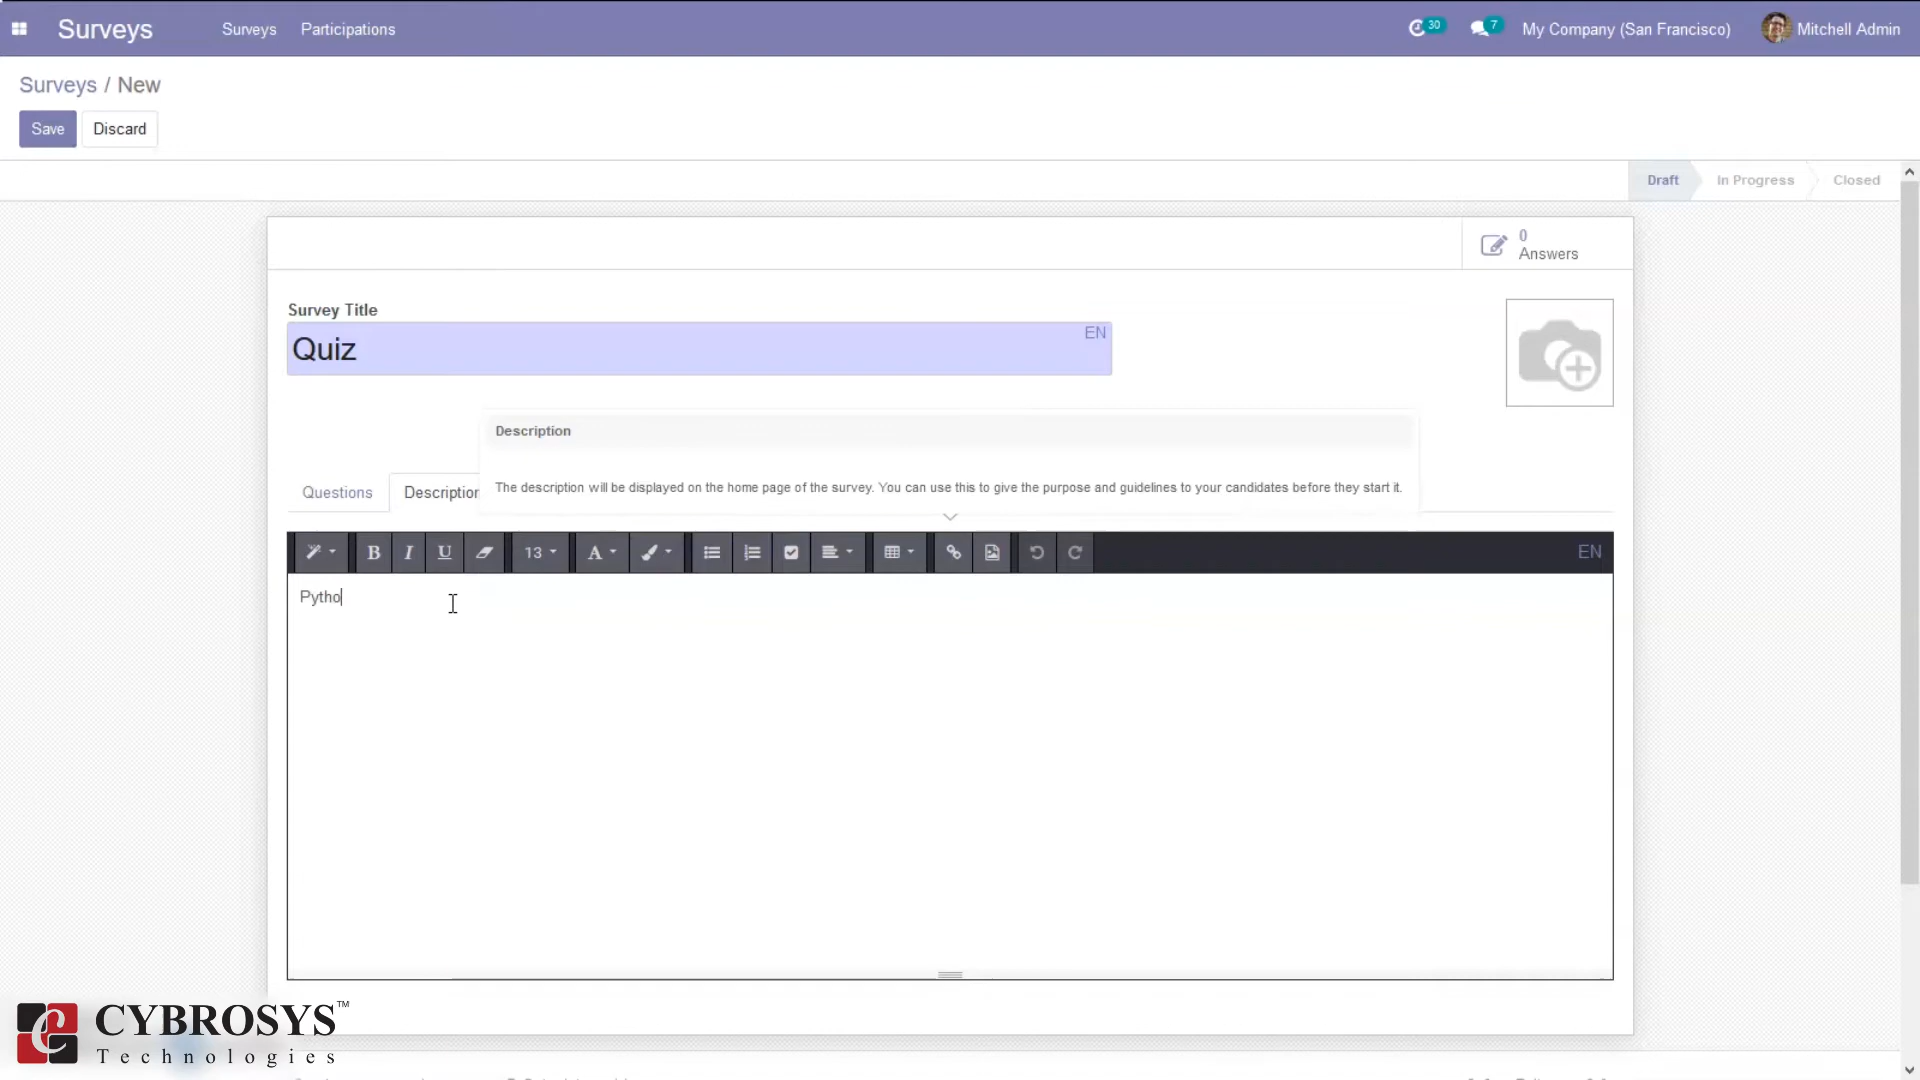 Surveys
Surveys
Participations
30
7
My Company (San Francisco)
Mitchell Admin
Surveys / New
Save
Discard
Draft
In Progress
Closed
0
Answers
Survey Title
Quiz
EN
Description
Questions
Description
The description will be displayed on the home page of the survey. You can use this to give the purpose and guidelines to your candidates before they start it.
B I U 13 A
EN
Pytho
CYBROSYS™
Technologies